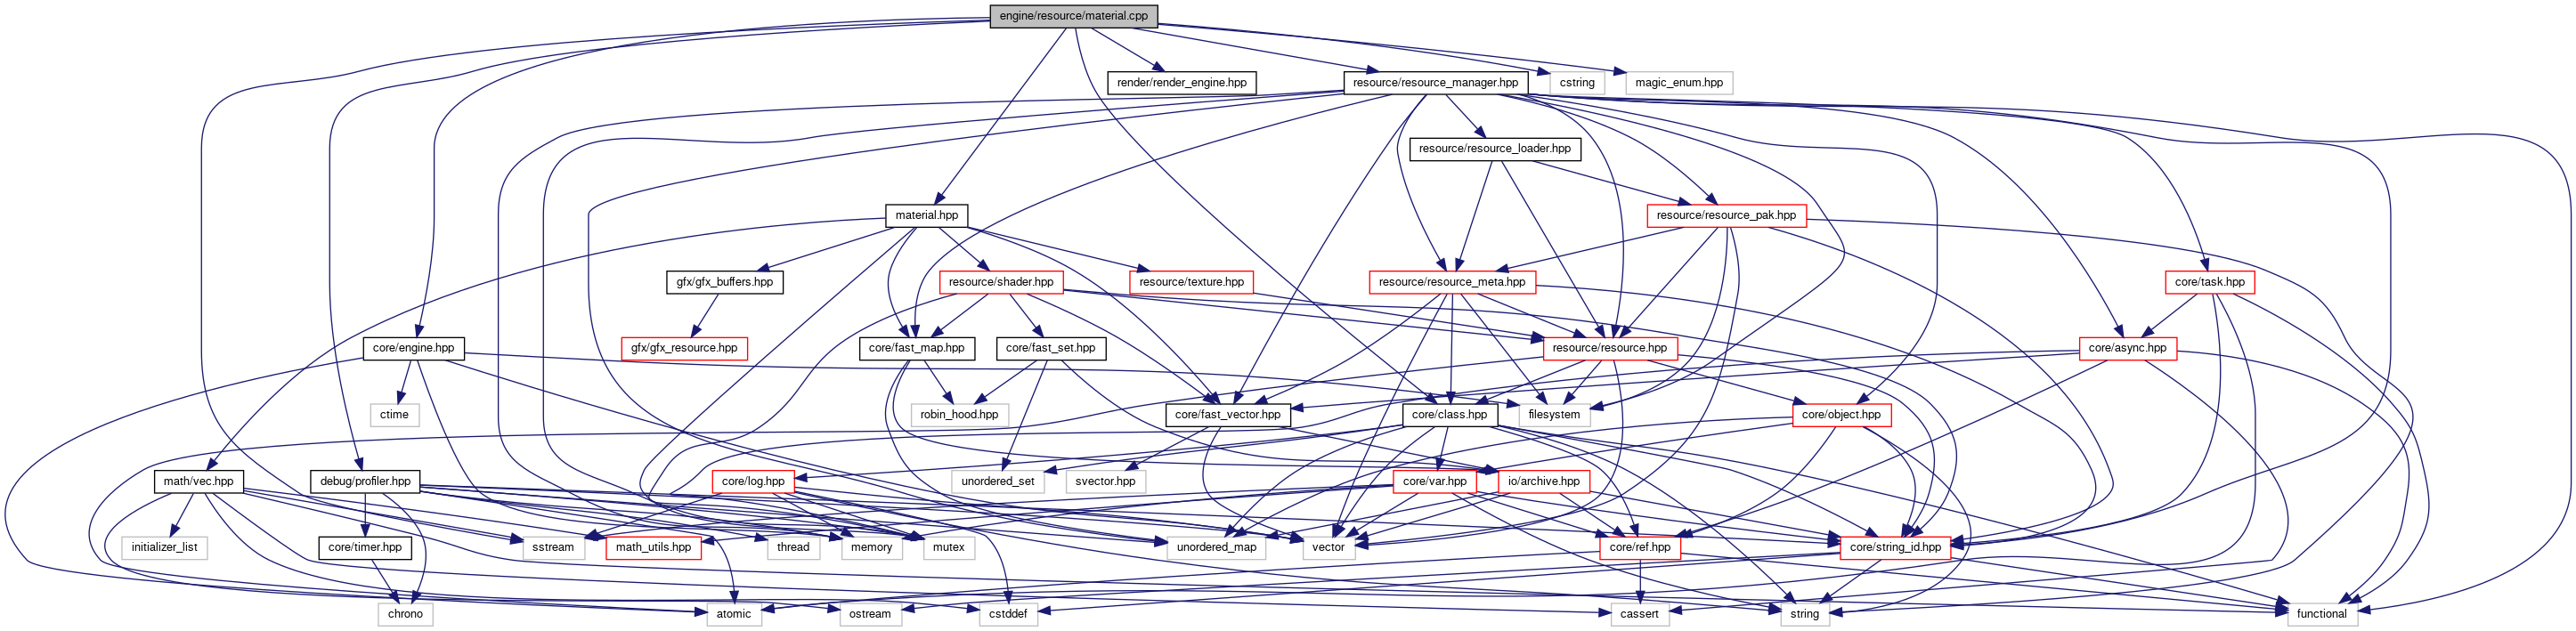 engine/resource/material.cpp
render/render_engine.hpp
resource/resource_manager.hpp
cstring
magic_enum.hpp
resource/resource_loader.hpp
material.hpp
resource/resource_pak.hpp
gfx/gfx_buffers.hpp
resource/shader.hpp
resource/texture.hpp
resource/resource_meta.hpp
core/task.hpp
core/engine.hpp
gfx/gfx_resource.hpp
core/fast_map.hpp
core/fast_set.hpp
resource/resource.hpp
core/async.hpp
ctime
robin_hood.hpp
core/fast_vector.hpp
core/class.hpp
filesystem
core/object.hpp
math/vec.hpp
debug/profiler.hpp
core/log.hpp
unordered_set
svector.hpp
core/var.hpp
io/archive.hpp
initializer_list
core/timer.hpp
sstream
math_utils.hpp
thread
memory
mutex
unordered_map
vector
core/ref.hpp
core/string_id.hpp
chrono
atomic
ostream
cstddef
cassert
string
functional